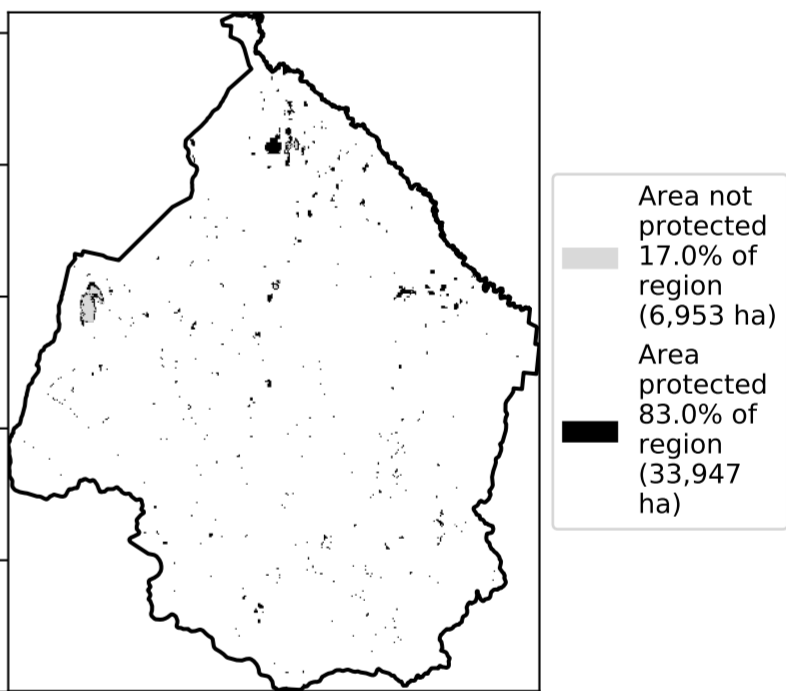 Area not
protected
17.0% of
region
(6,953 ha)
Area
protected
83.0% of
region
(33,947
ha)